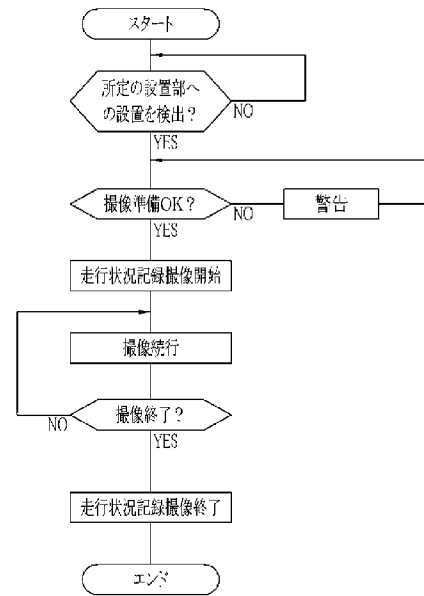 スタート
所定の設置部へ
の設置を検出？
NO
YES
撮像準備OK？
NO
警告
YES
走行状況記録撮像開始
撮像続行
撮像終了？
NO
YES
走行状況記録撮像終了
エンド